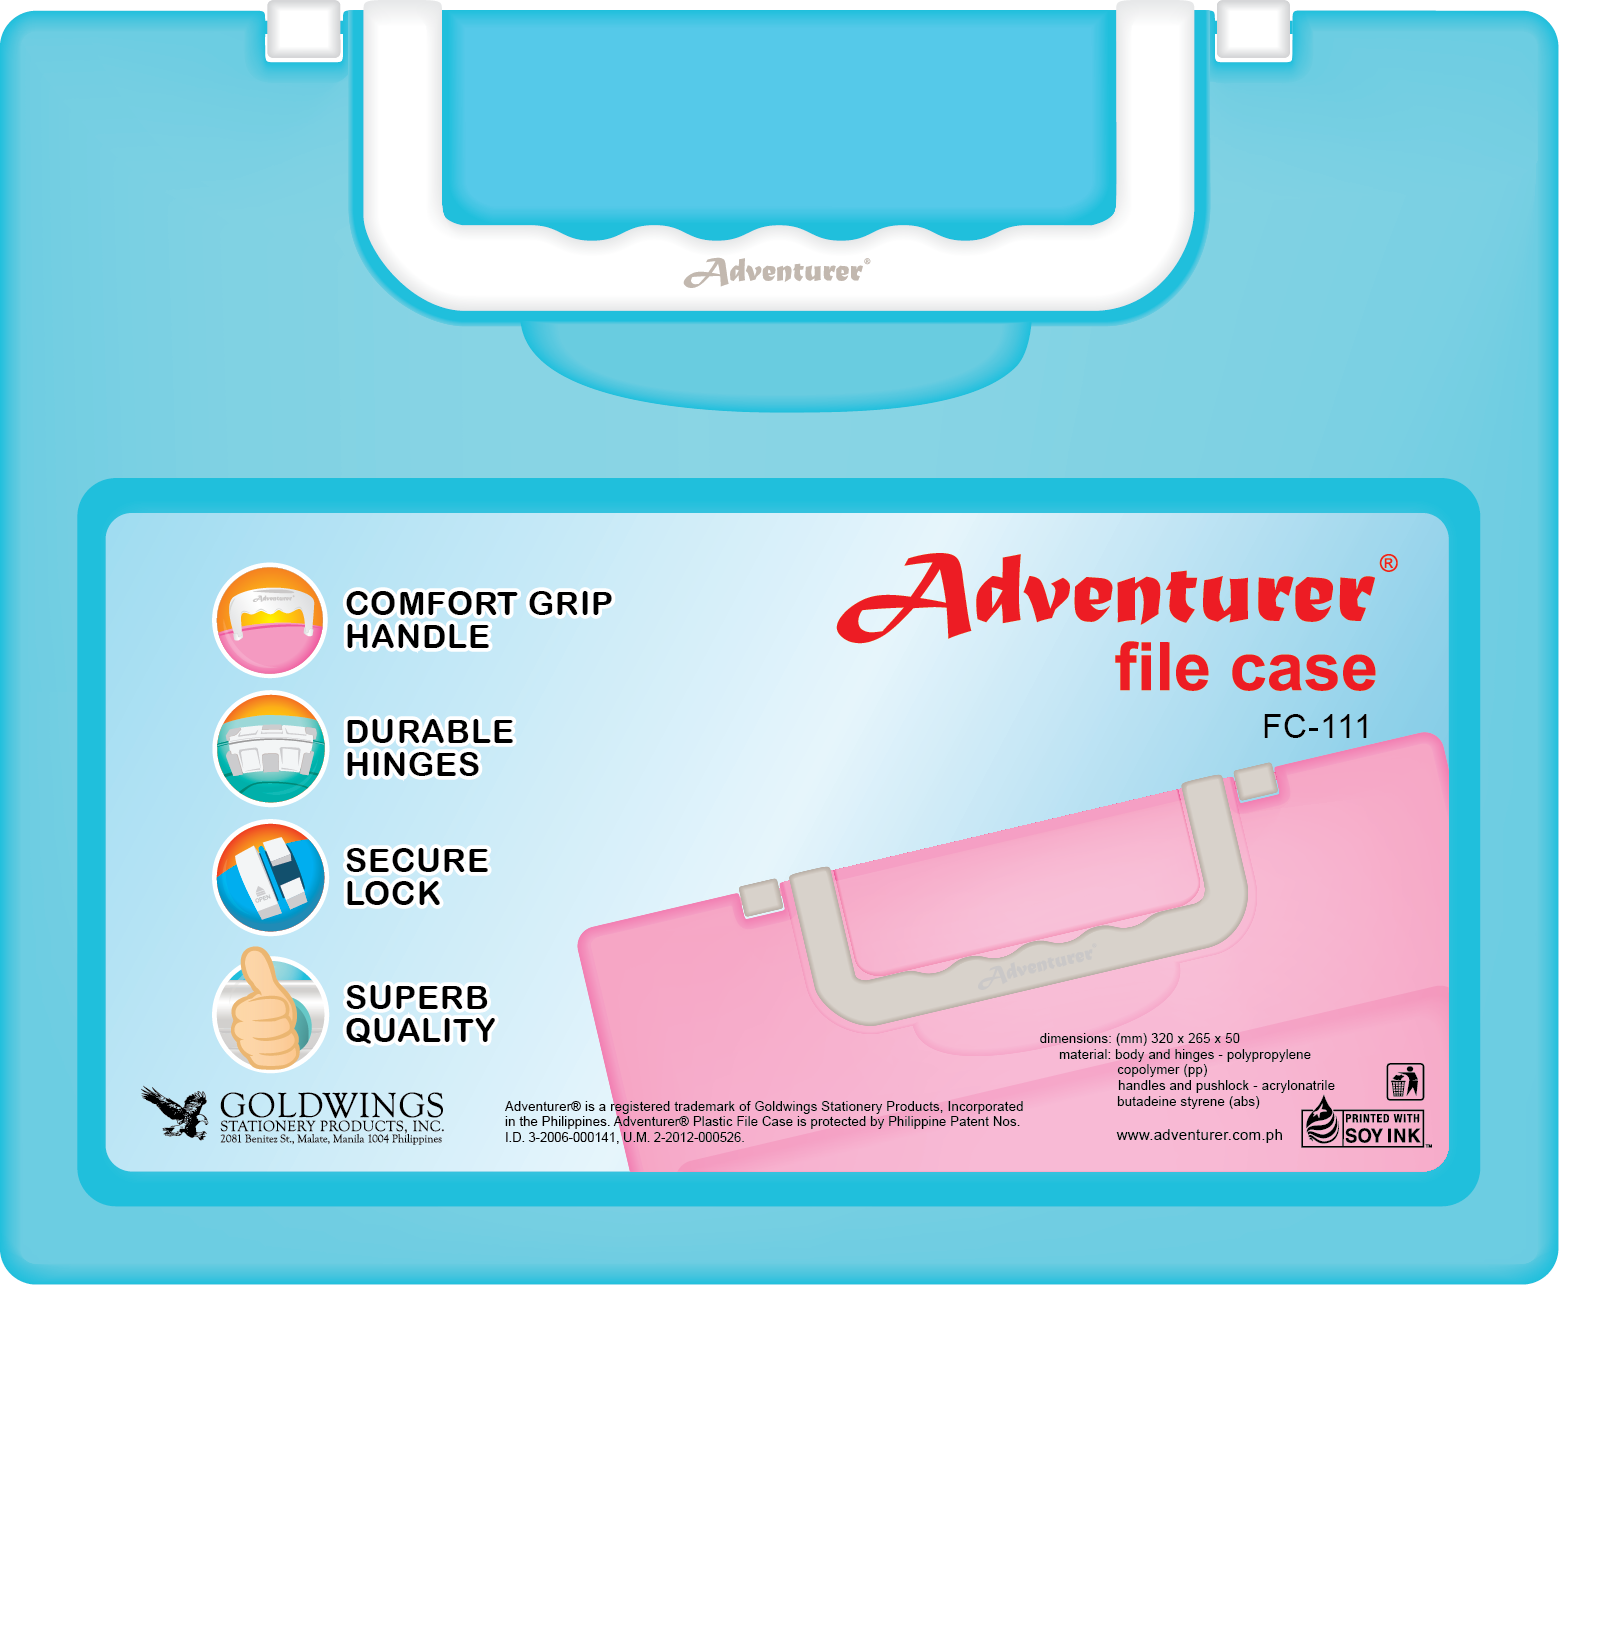 Adventurer®
COMFORT GRIP
HANDLE
DURABLE
HINGES
SECURE
LOCK
SUPERB
QUALITY
Adventurer®
file case
FC-111
Adventurer
Adventurer
OPEN
dimensions: (mm) 320 x 265 x 50
material: body and hinges - polypropylene
copolymer (pp)
handles and pushlock - acrylonatrile
butadeine styrene (abs)
www.adventurer.com.ph
PRINTED WITH
SOY INK™
GOLDWINGS
STATIONERY PRODUCTS, INC.
2081 Benitez St., Malate, Manila 1004 Philippines
Adventurer® is a registered trademark of Goldwings Stationery Products, Incorporated
in the Philippines. Adventurer® Plastic File Case is protected by Philippine Patent Nos.
I.D. 3-2006-000141, U.M. 2-2012-000526.